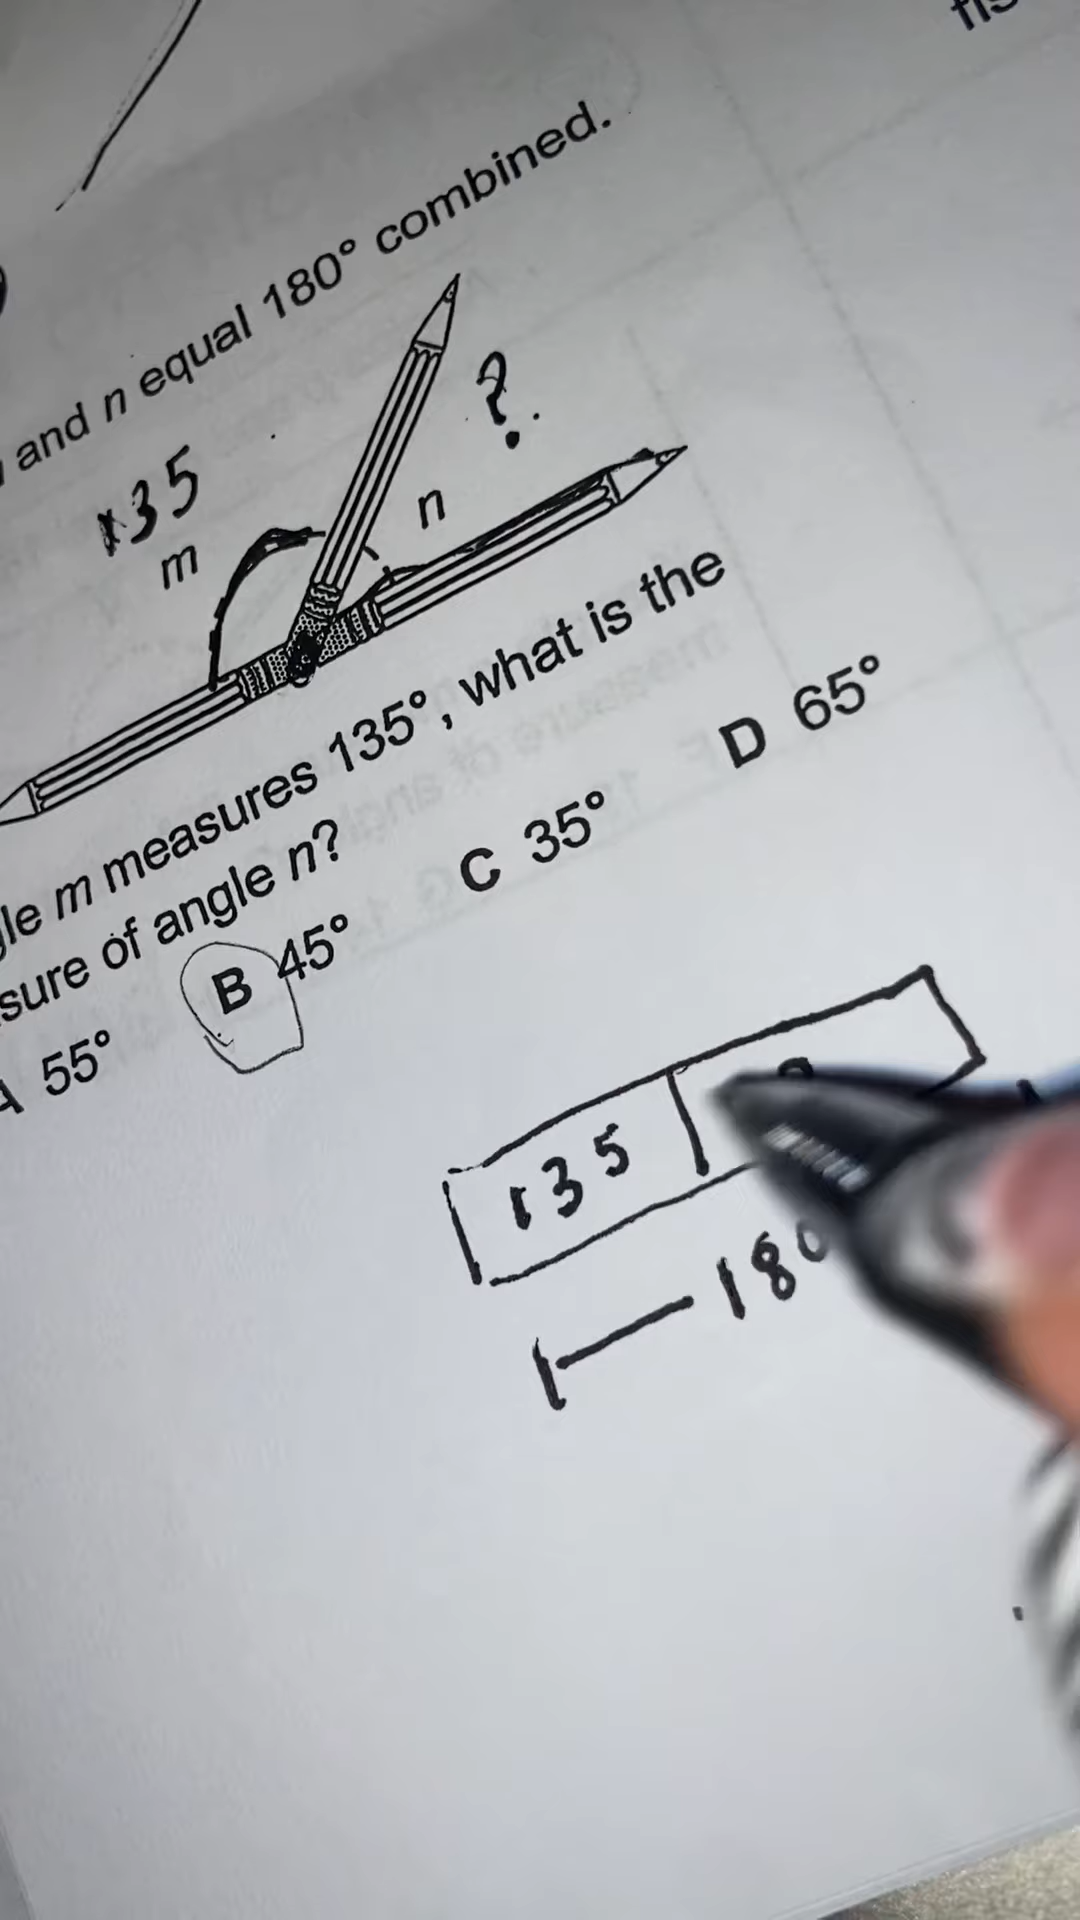 and n equal 180° combined.
135
m
?
n
le m measures 135°, what is the
sure of angle n?
A 55°
B 45°
C 35°
D 65°
135
180